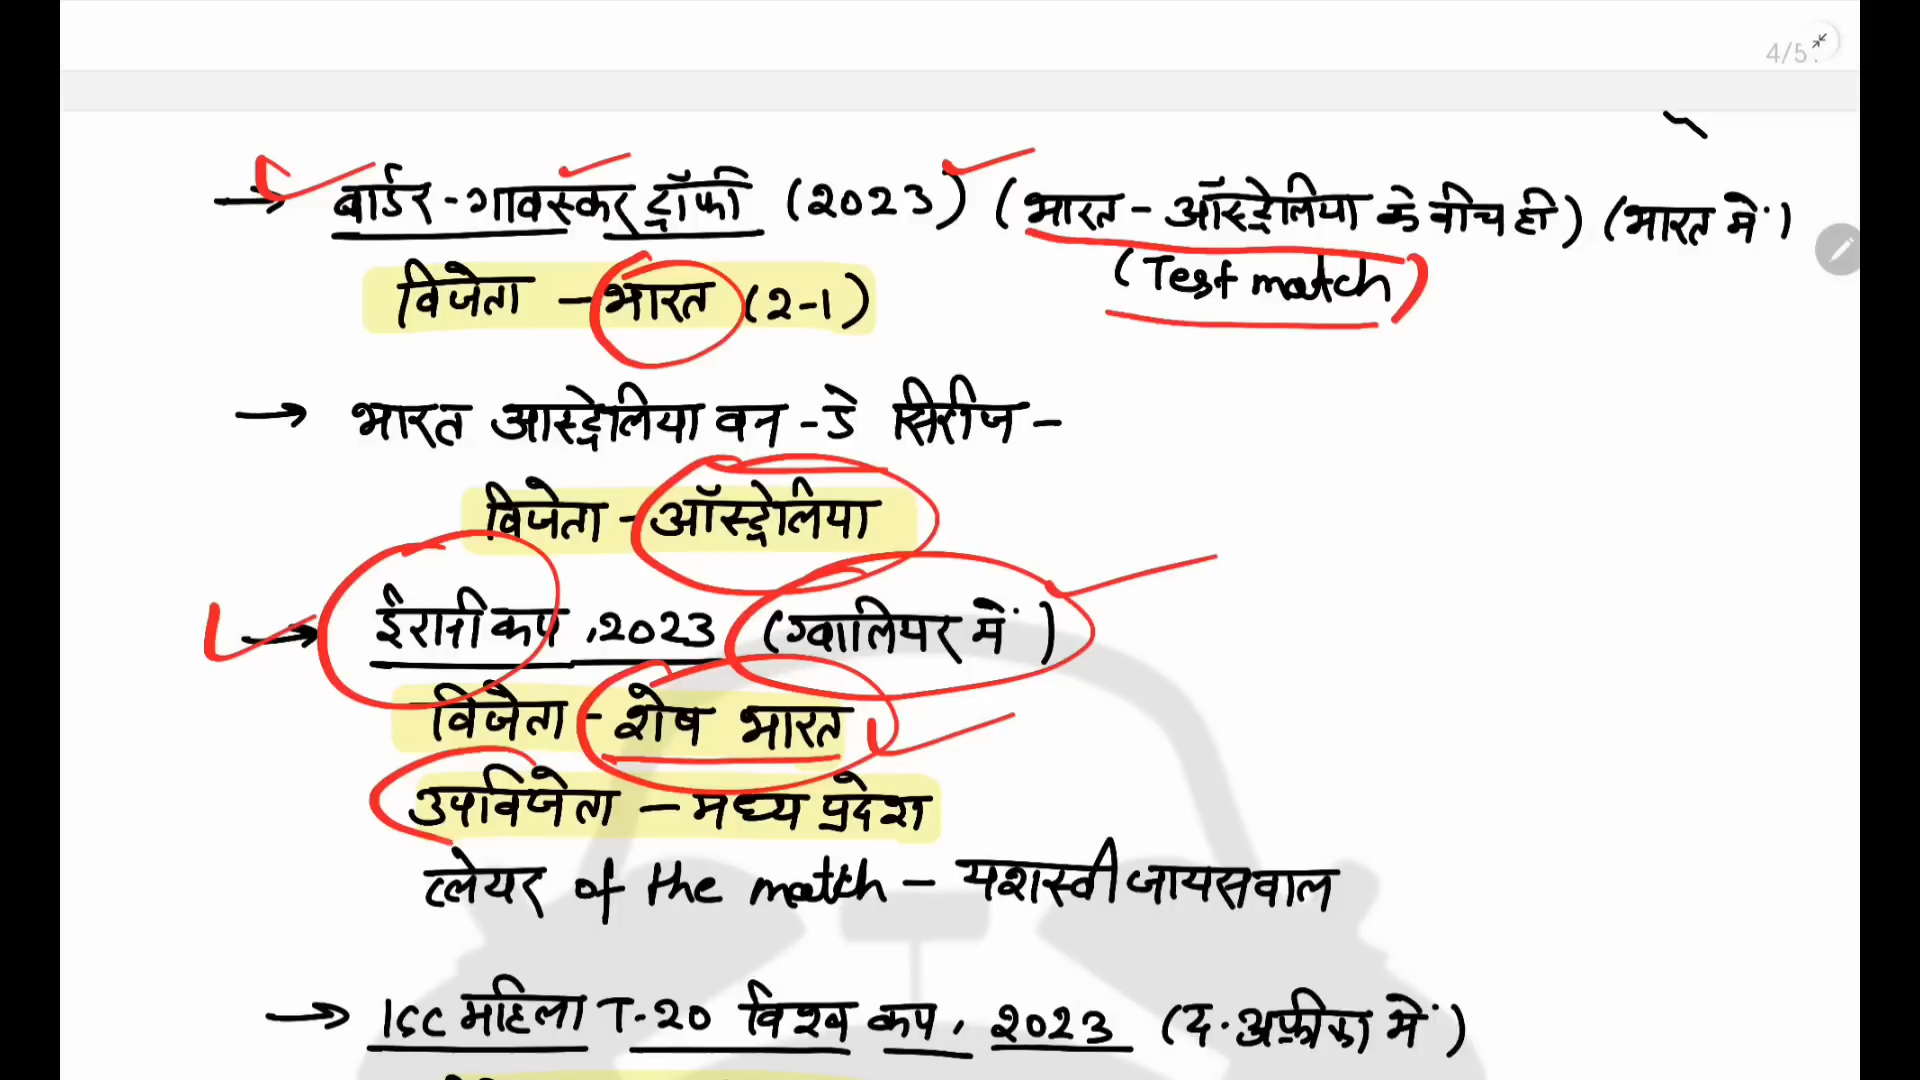 4/5
→ बार्डर - गावस्कर ट्रॉफी (2023) (भारत - ऑस्ट्रेलिया के बीच ही) (भारत में)
विजेता - भारत (2-1)
(Test match)
→ भारत आस्ट्रेलिया वन - डे सिरीज -
विजेता - ऑस्ट्रेलिया
→ ईरानी कप, 2023 (ग्वालियर में)
विजेता - शेष भारत
उपविजेता - मध्य प्रदेश
प्लेयर of the match - यशस्वी जायसवाल
→ ICC महिला T-20 विश्व कप, 2023 (द. अफ्रीका में)